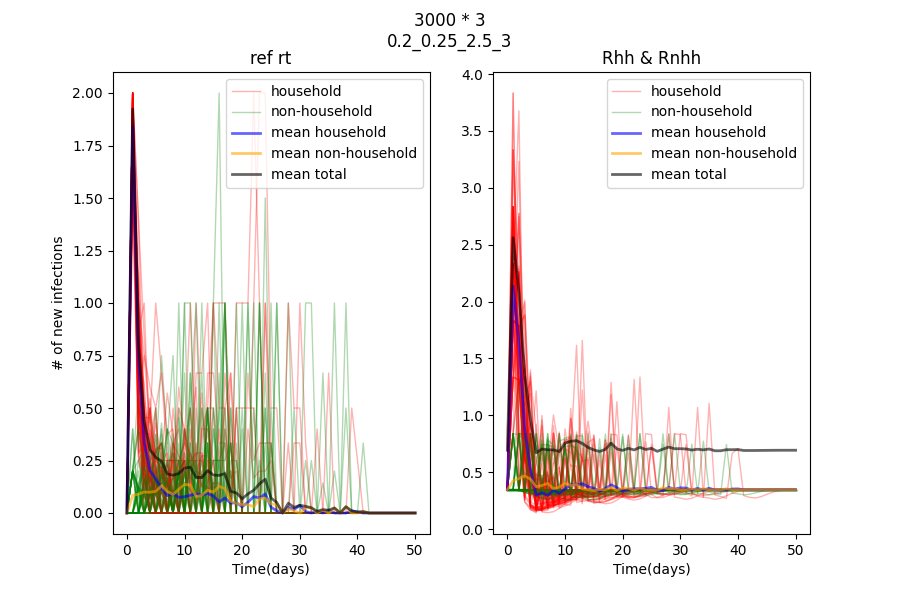 3000 * 3
0.2_0.25_2.5_3
ref rt
household
non-household
mean household
mean non-household
mean total
2.00
1.75
1.50
1.25
1.00
0.75
0.50
0.25
0.00
# of new infections
0
10
20
30
40
50
Time(days)
Rhh & Rnhh
household
non-household
mean household
mean non-household
mean total
4.0
3.5
3.0
2.5
2.0
1.5
1.0
0.5
0.0
0
10
20
30
40
50
Time(days)